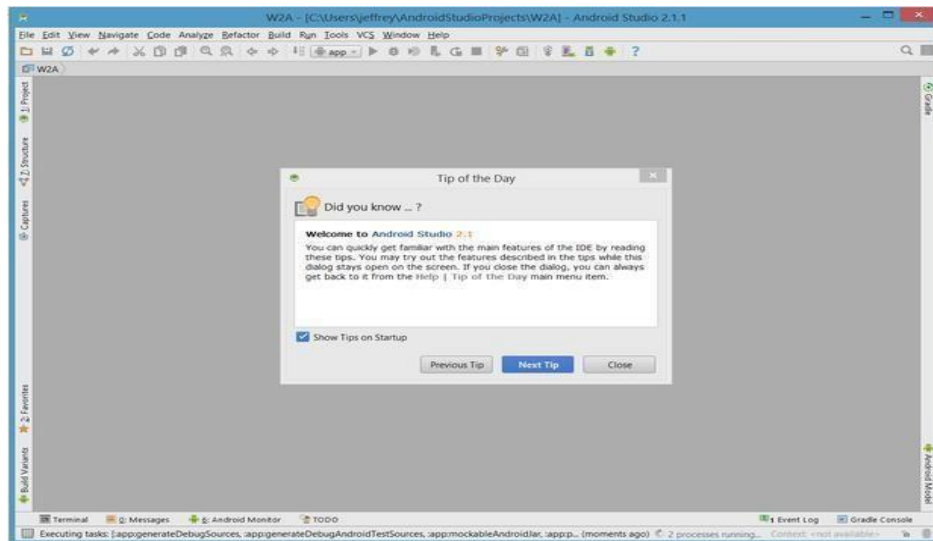 W2A - [C:\Users\jeffrey\AndroidStudioProjects\W2A] - Android Studio 2.1.1
File Edit View Navigate Code Analyze Refactor Build Run Tools VCS Window Help
app
W2A
1: Project
Gradle
Z: Structure
Captures
Tip of the Day
Did you know ... ?
Welcome to Android Studio 2.1
You can quickly get familiar with the main features of the IDE by reading
these tips. You may try out the features described in the tips while this
dialog stays open on the screen. If you close the dialog, you can always
get back to it from the Help | Tip of the Day main menu item.
Show Tips on Startup
Previous Tip Next Tip Close
2: Favorites
Build Variants
Android Model
Terminal 0: Messages 6: Android Monitor TODO 1 Event Log Gradle Console
Executing tasks: [:app:generateDebugSources, :app:generateDebugAndroidTestSources, :app:mockableAndroidJar, :app:p... (moments ago) 2 processes running... Context: <not available>